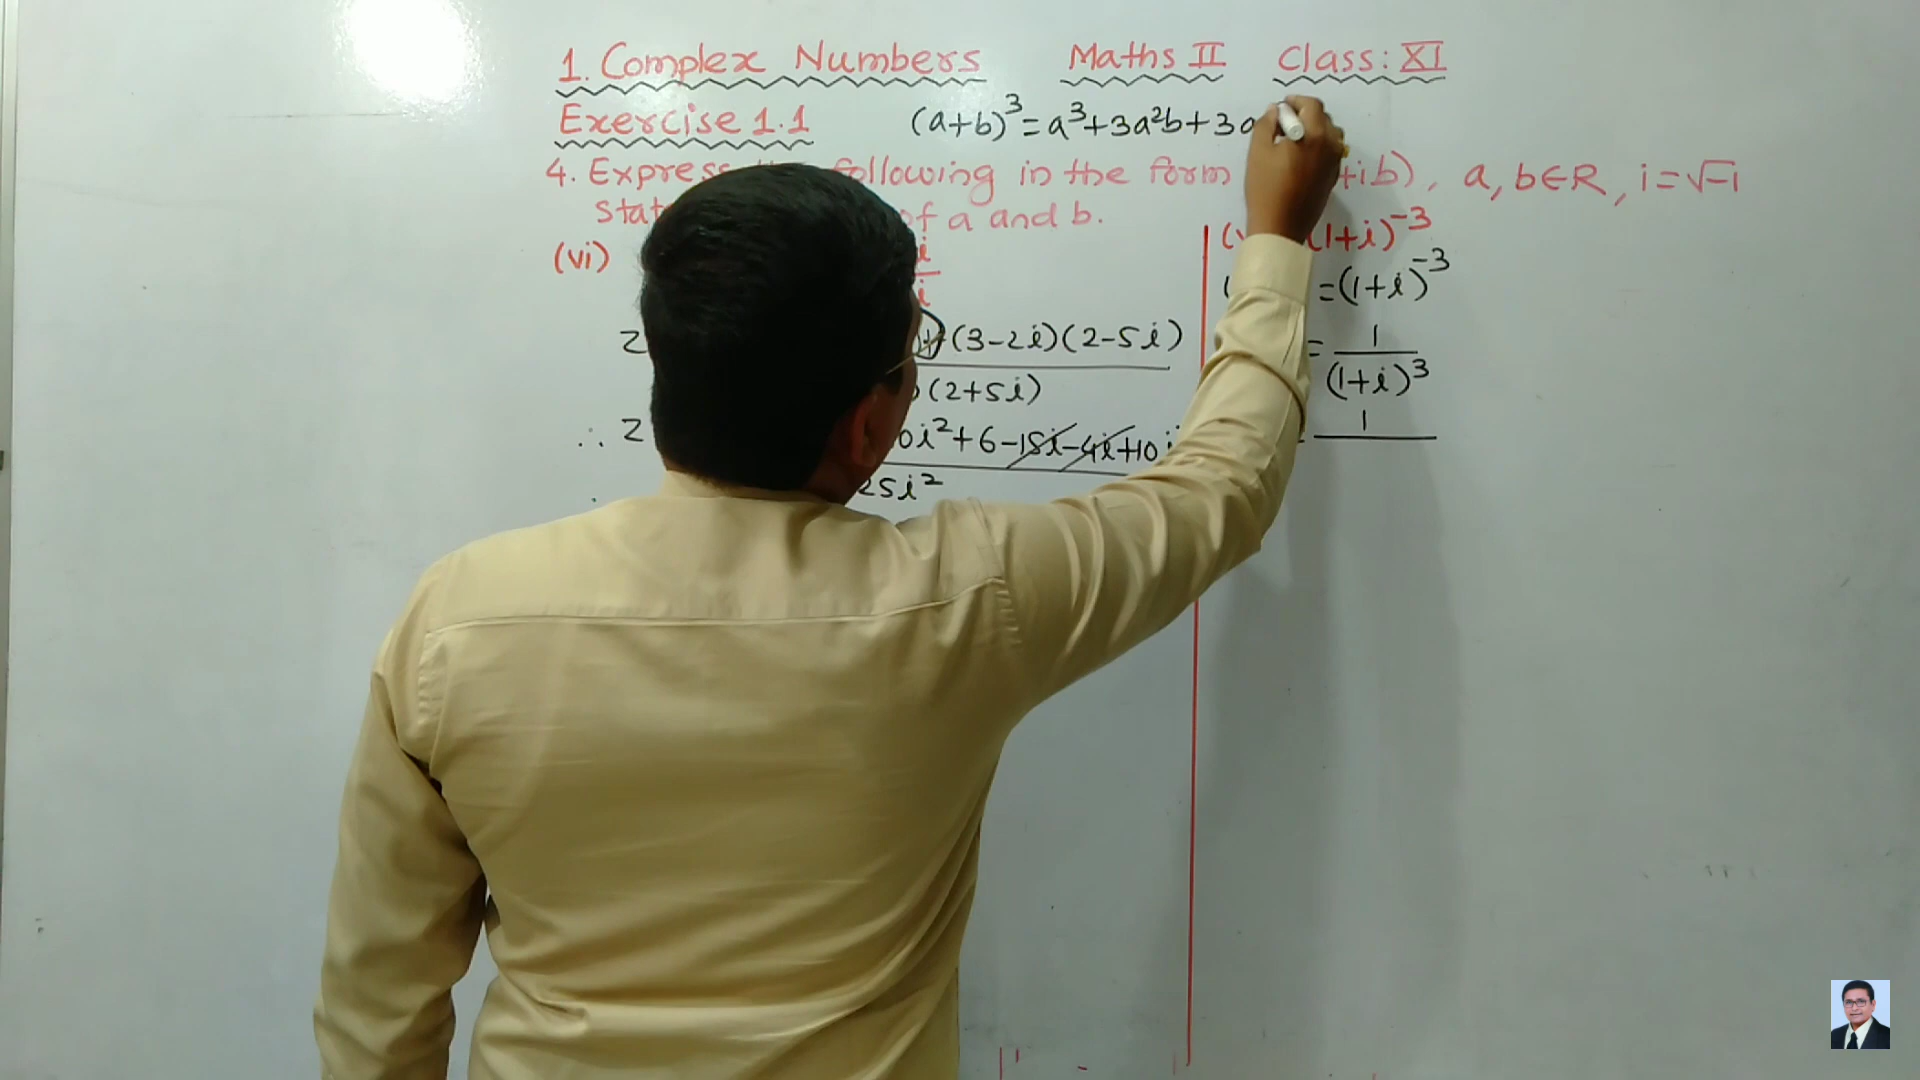 1. Complex Numbers Maths II Class: XI
Exercise 1.1 (a+b)³=a³+3a²b+3a
4. Express following in the form +ib), a, b∈R, i=√-1
of a and b.
(vi)
i
i
z (3-2i)(2-5i)
(2+5i)
∴ z 0i²+6-15i-4i+10i
25i²
(1+i)⁻³
=(1+i)⁻³
= 1
(1+i)³
1